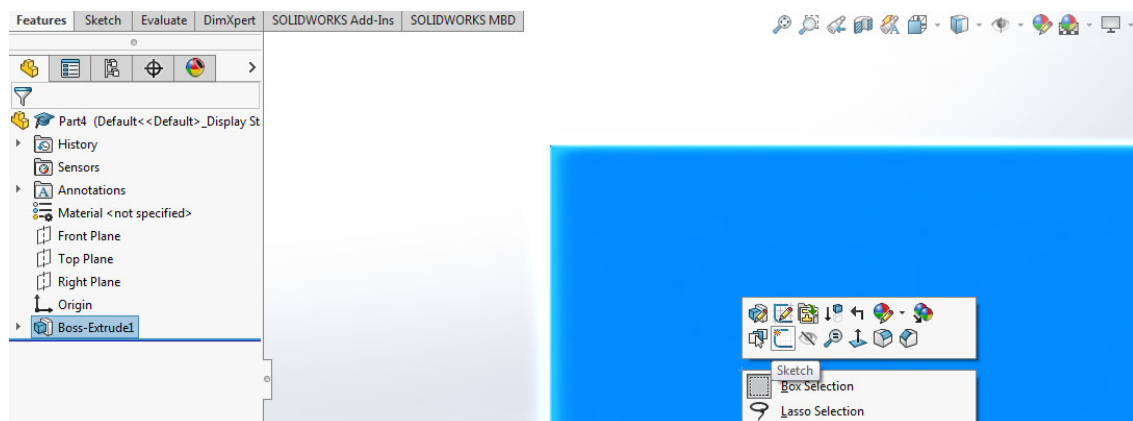 Features Sketch Evaluate DimXpert SOLIDWORKS Add-Ins SOLIDWORKS MBD
Part4 (Default<<Default>_Display St
History
Sensors
Annotations
Material <not specified>
Front Plane
Top Plane
Right Plane
Origin
Boss-Extrude1
Sketch
Box Selection
Lasso Selection